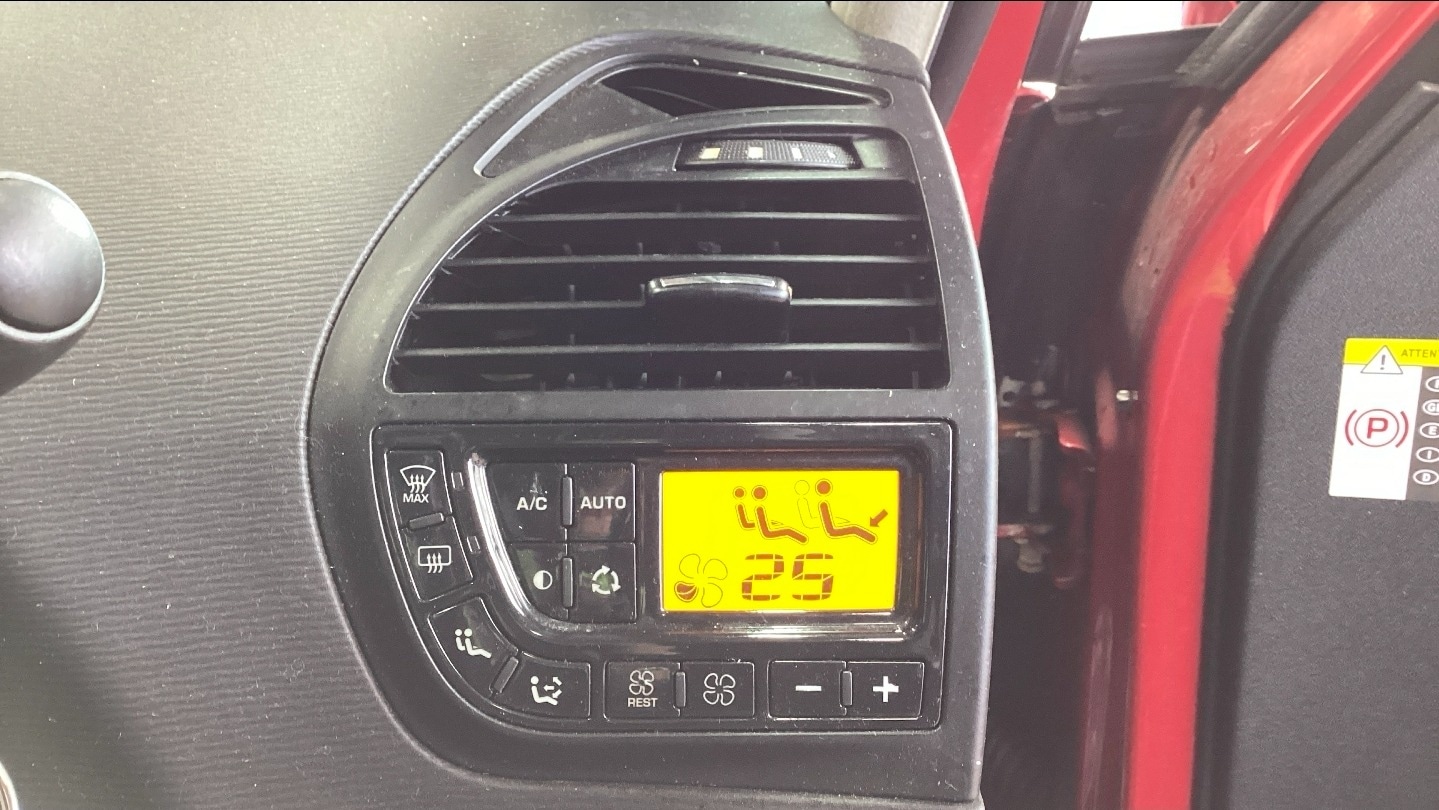 MAX
A/C
AUTO
25
REST
ATTEN
P